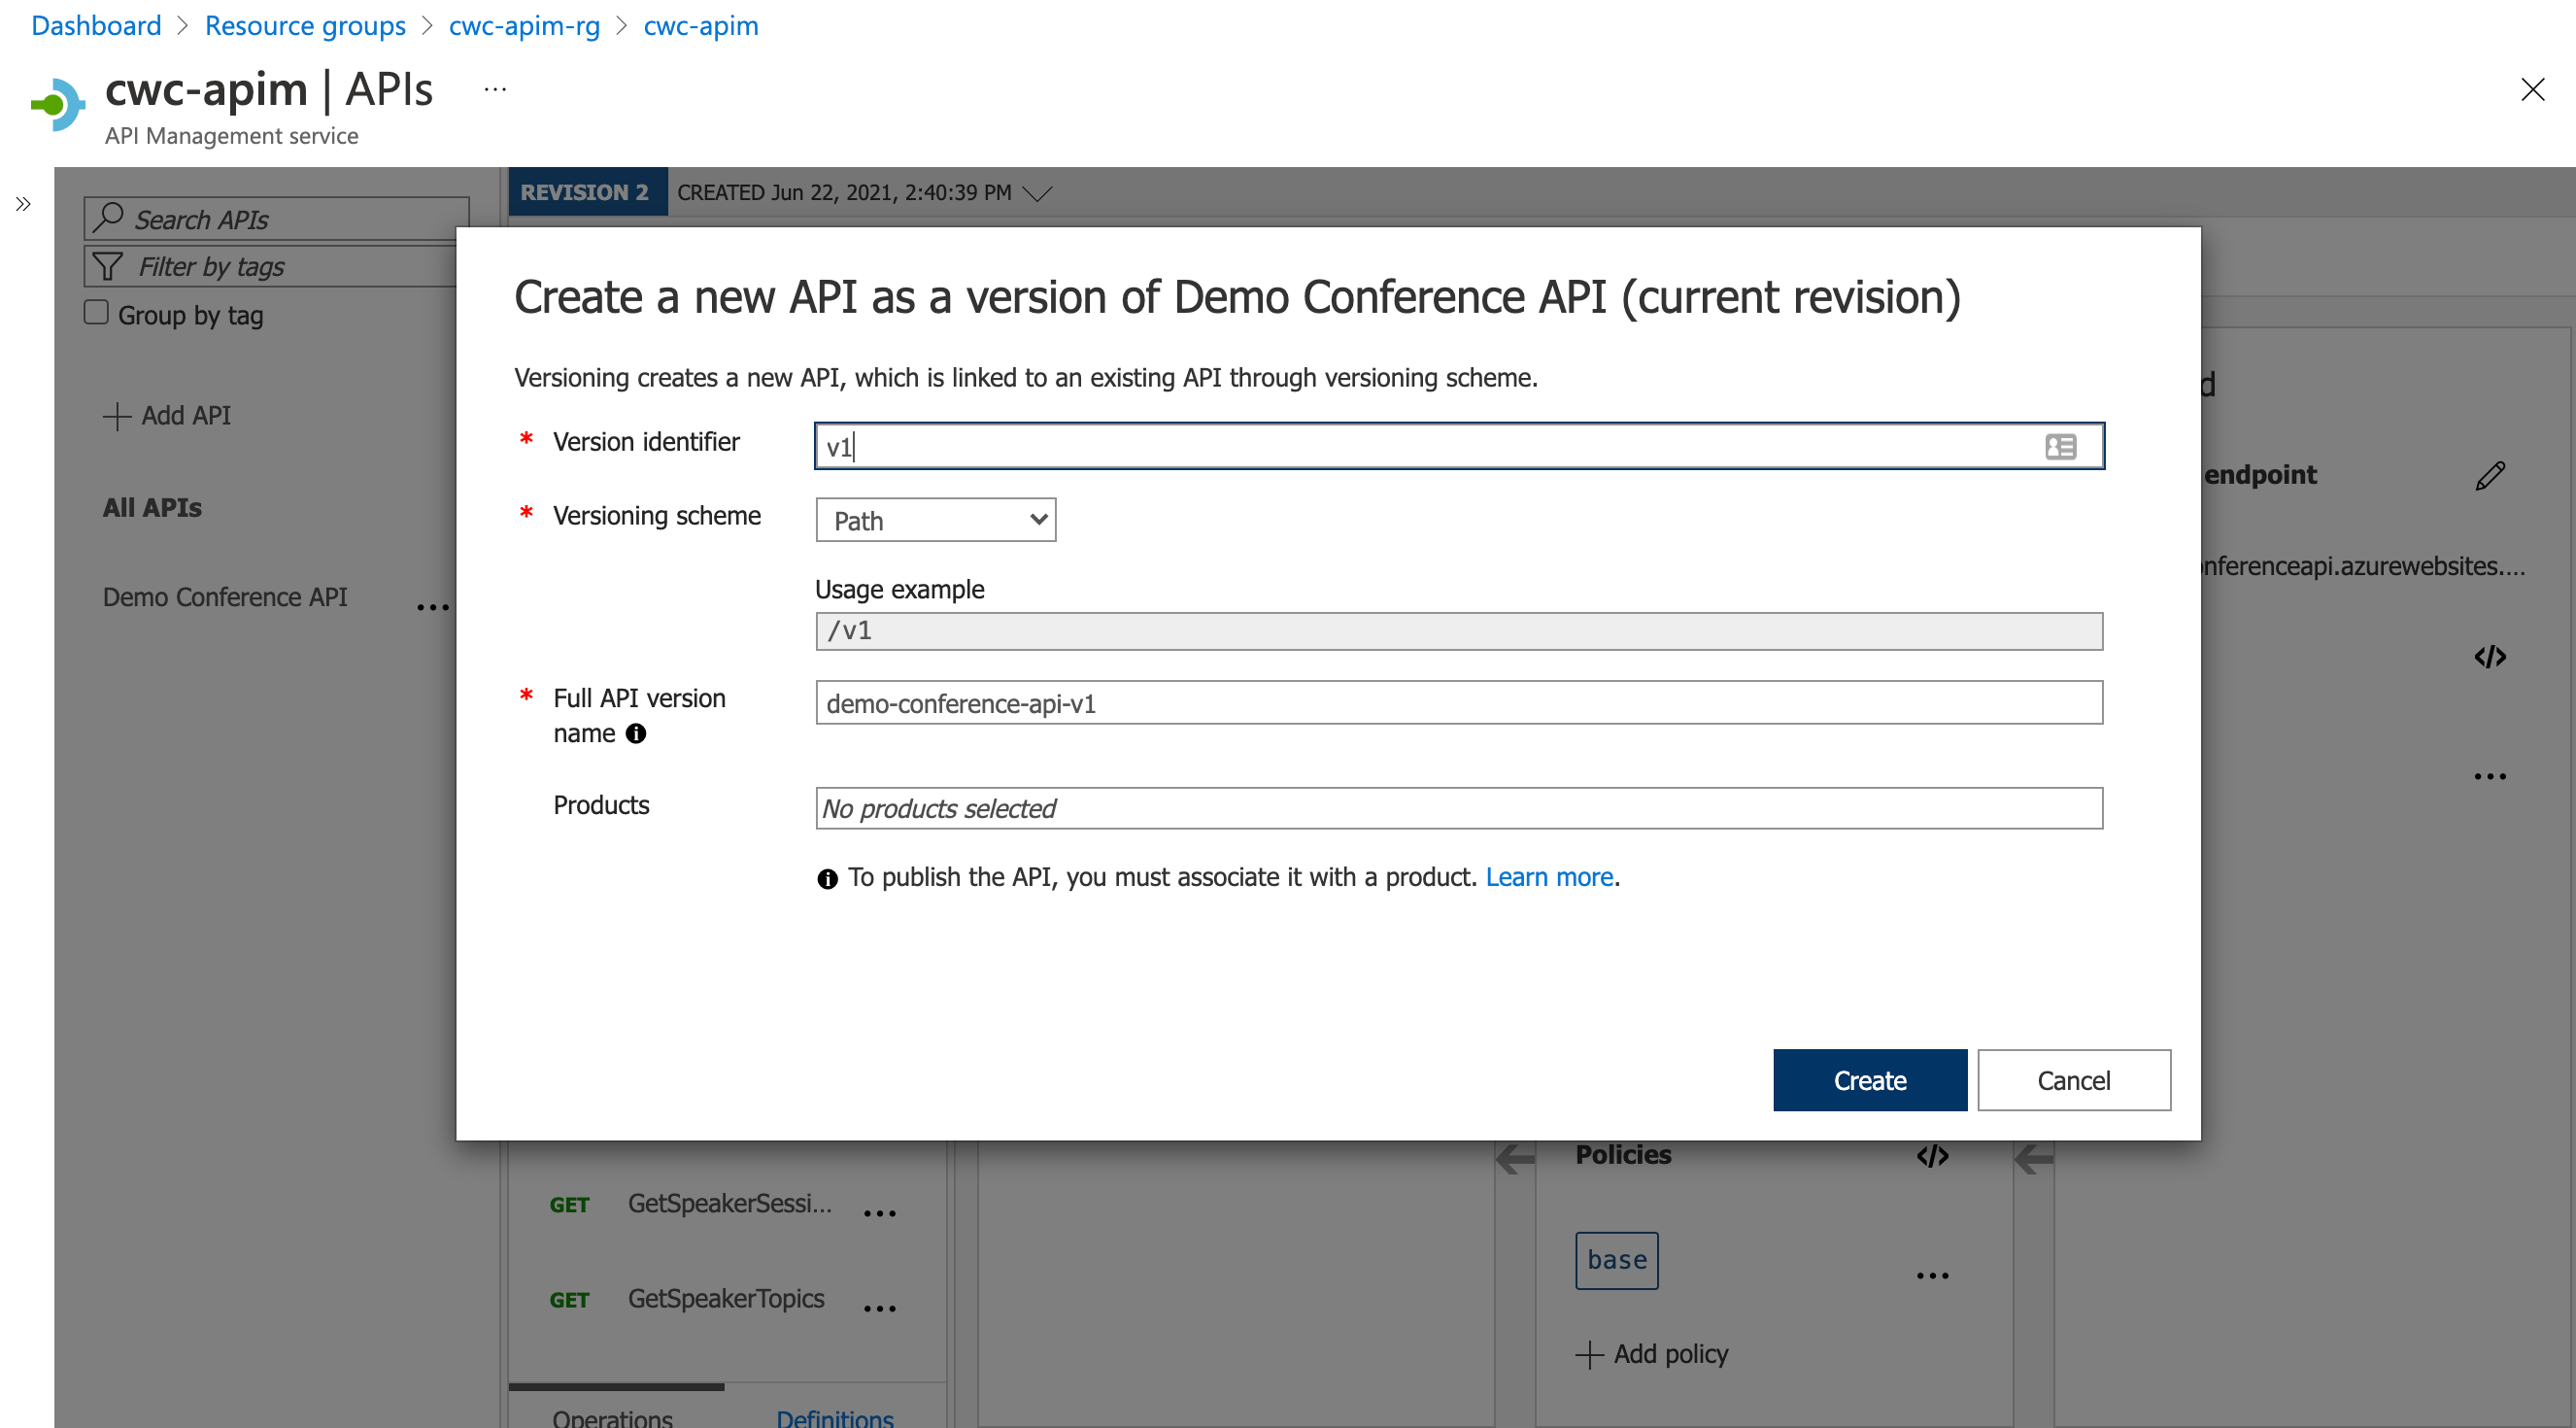 Dashboard > Resource groups > cwc-apim-rg > cwc-apim
cwc-apim | APIs ...
API Management service
REVISION 2 CREATED Jun 22, 2021, 2:40:39 PM
Search APIs
Filter by tags
Group by tag
Add API
All APIs
Demo Conference API
Create a new API as a version of Demo Conference API (current revision)
Versioning creates a new API, which is linked to an existing API through versioning scheme.
* Version identifier v1
* Versioning scheme Path
Usage example
/v1
* Full API version name
demo-conference-api-v1
Products No products selected
To publish the API, you must associate it with a product. Learn more.
Create Cancel
d
endpoint
nferenceapi.azurewebsites....
</>
Policies </>
GET GetSpeakerSessi...
base
GET GetSpeakerTopics
Add policy
Operations Definitions